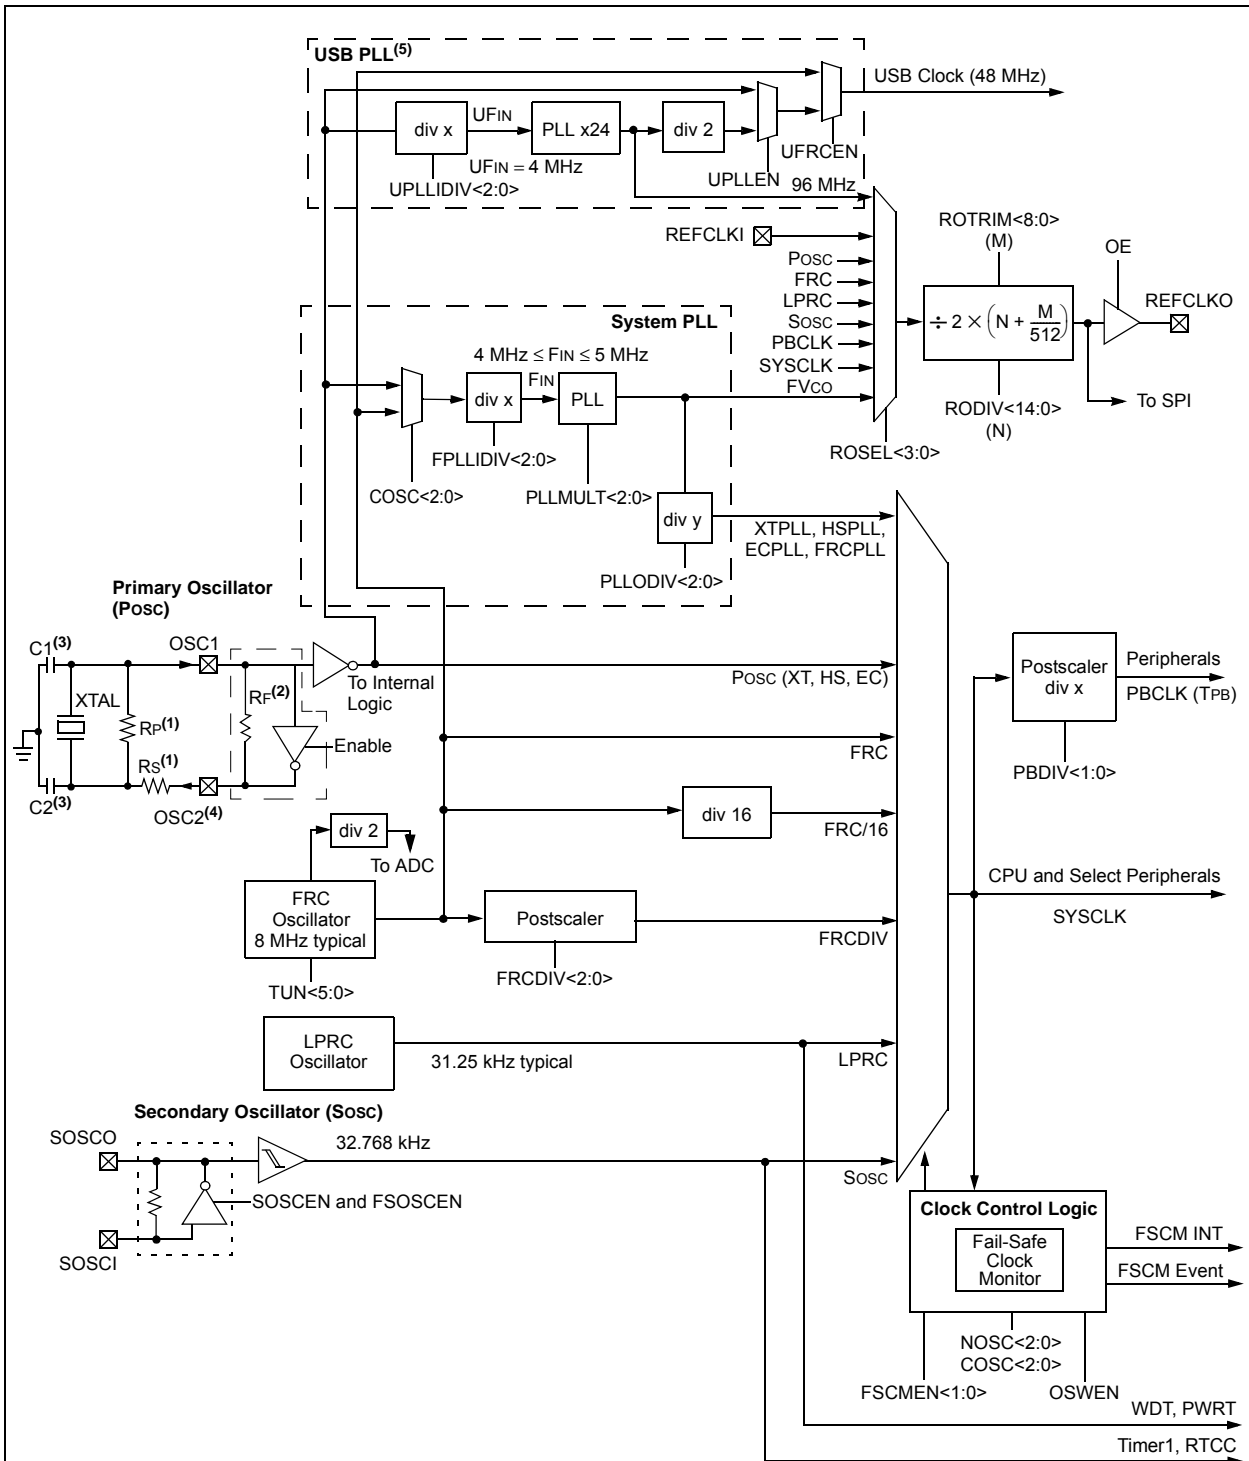 USB PLL(5)
USB Clock (48 MHz)
div x
UFIN
PLL x24
div 2
UFIN = 4 MHz
UFRCEN
UPLLIDIV<2:0>
UPLLEN
96 MHz
REFCLKI
POSC
FRC
LPRC
SOSC
PBCLK
SYSCLK
FVCO
ROTRIM<8:0>
(M)
OE
REFCLKO
÷ 2 × (N + M/512)
To SPI
RODIV<14:0>
(N)
ROSEL<3:0>
System PLL
4 MHz ≤ FIN ≤ 5 MHz
FIN
div x
PLL
FPLLIDIV<2:0>
COSC<2:0>
PLLMULT<2:0>
div y
PLLODIV<2:0>
XTPLL, HSPLL,
ECPLL, FRCPLL
Primary Oscillator
(POSC)
C1(3)
OSC1
XTAL
RP(1)
RF(2)
To Internal
Logic
Enable
RS(1)
C2(3)
OSC2(4)
POSC (XT, HS, EC)
FRC
div 16
FRC/16
Postscaler
div x
Peripherals
PBCLK (TPB)
PBDIV<1:0>
div 2
To ADC
FRC
Oscillator
8 MHz typical
TUN<5:0>
Postscaler
FRCDIV<2:0>
FRCDIV
CPU and Select Peripherals
SYSCLK
LPRC
Oscillator
31.25 kHz typical
LPRC
Secondary Oscillator (SOSC)
SOSCO
32.768 kHz
SOSCEN and FSOSCEN
SOSCI
SOSC
Clock Control Logic
Fail-Safe
Clock
Monitor
FSCM INT
FSCM Event
NOSC<2:0>
COSC<2:0>
FSCMEN<1:0>
OSWEN
WDT, PWRT
Timer1, RTCC